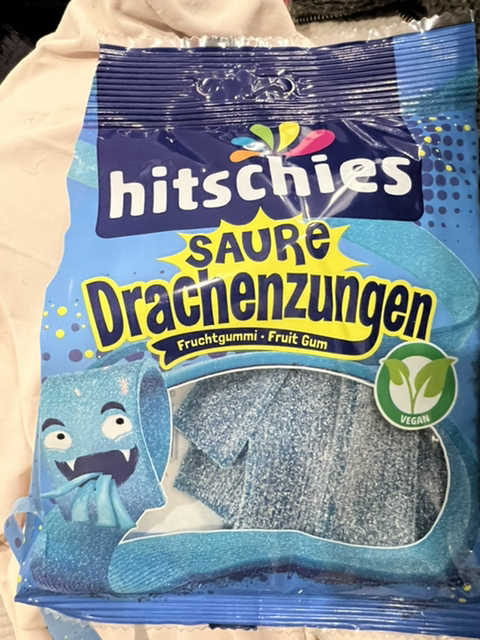 hitschies
SAURe
Drachenzungen
Fruchtgummi · Fruit Gum
VEGAN